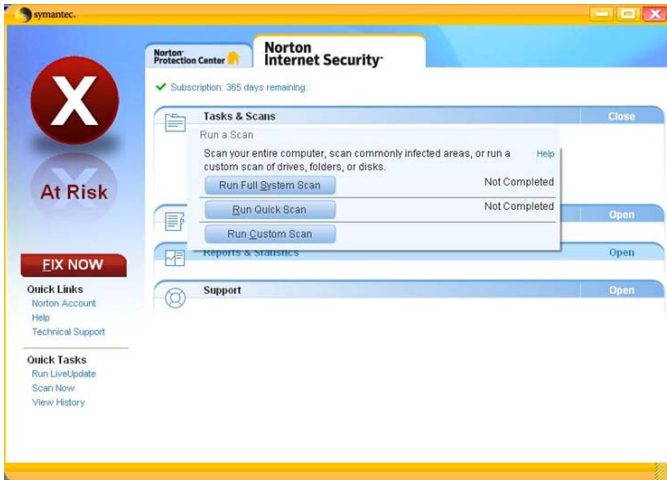 symantec.
Norton™
Protection Center
Norton
Internet Security™
Subscription: 365 days remaining.
X
At Risk
FIX NOW
Quick Links
Norton Account
Help
Technical Support
Quick Tasks
Run LiveUpdate
Scan Now
View History
Tasks & Scans
Close
Run a Scan
Scan your entire computer, scan commonly infected areas, or run a
custom scan of drives, folders, or disks.
Help
Run Full System Scan
Not Completed
Run Quick Scan
Not Completed
Run Custom Scan
Open
Reports & Statistics
Open
Support
Open